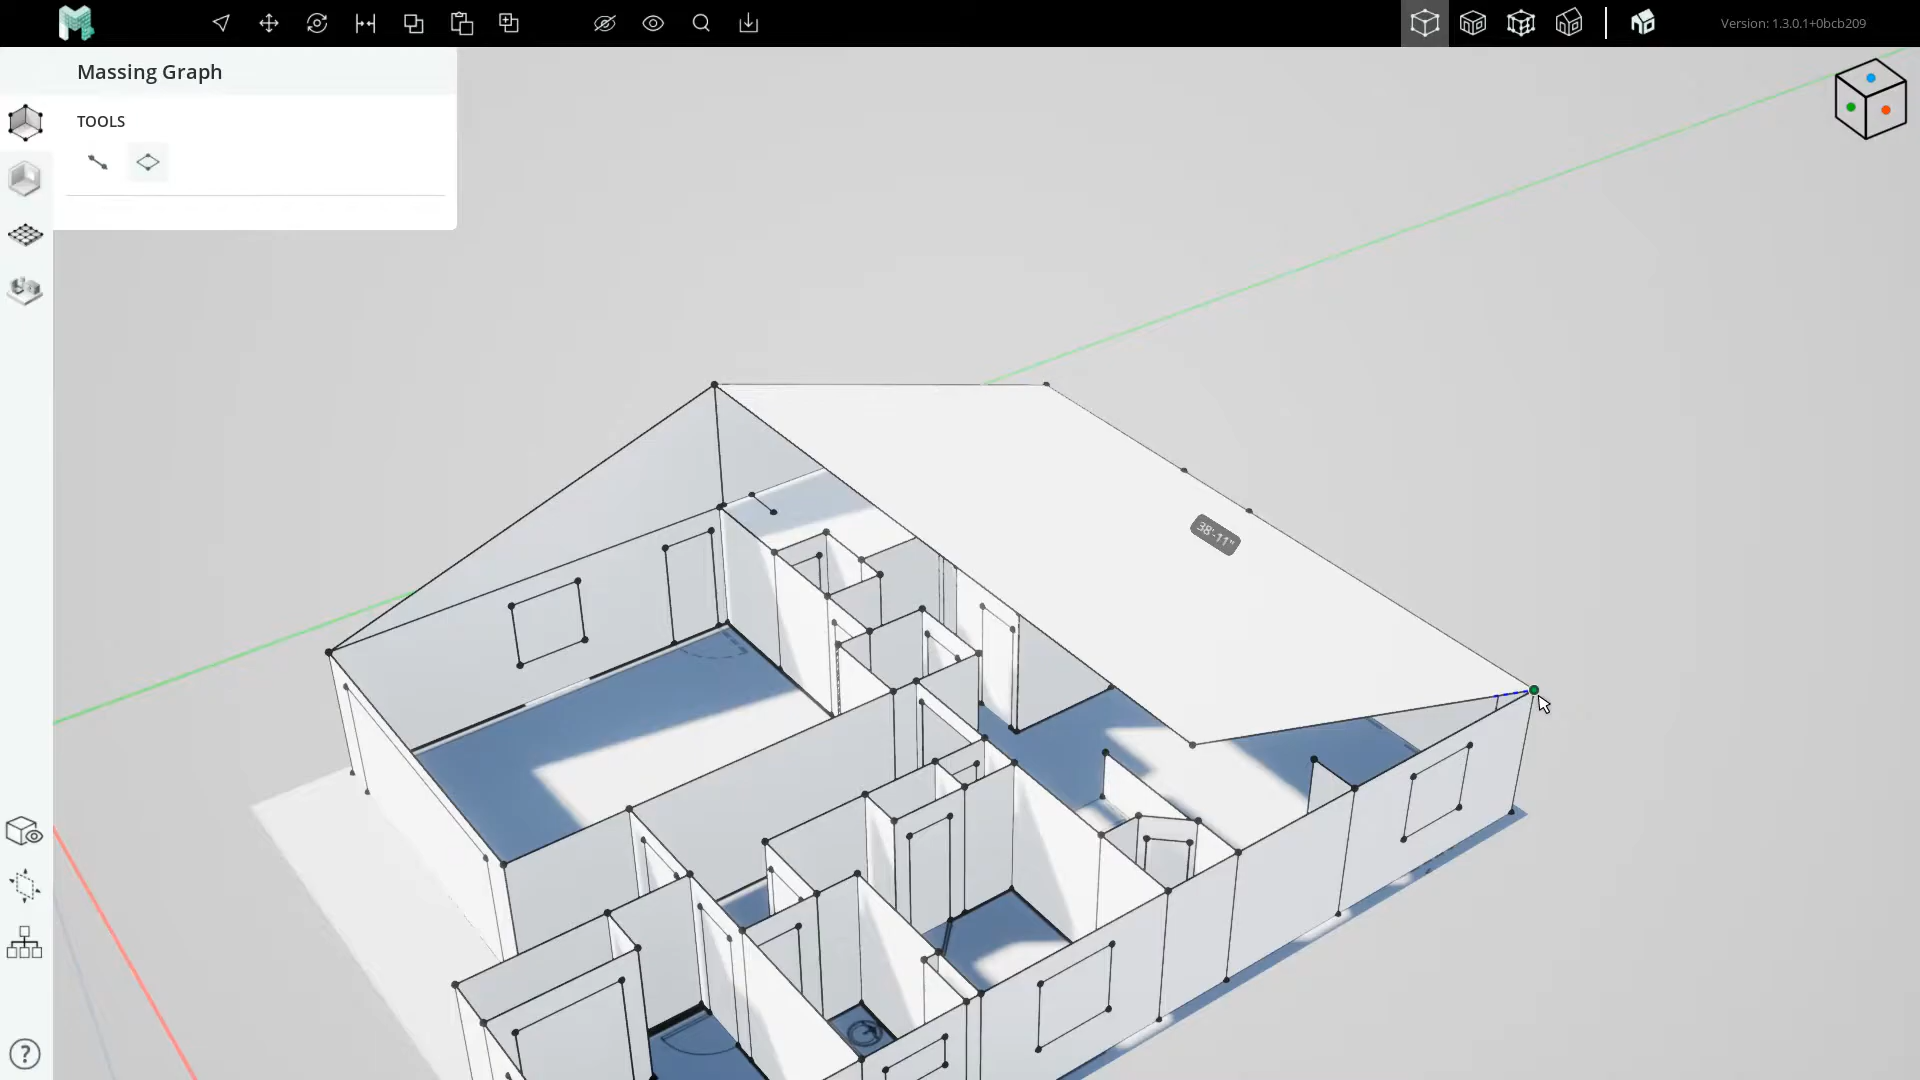 Version: 1.3.0.1+0bcb209
Massing Graph
TOOLS
38'-11"
?